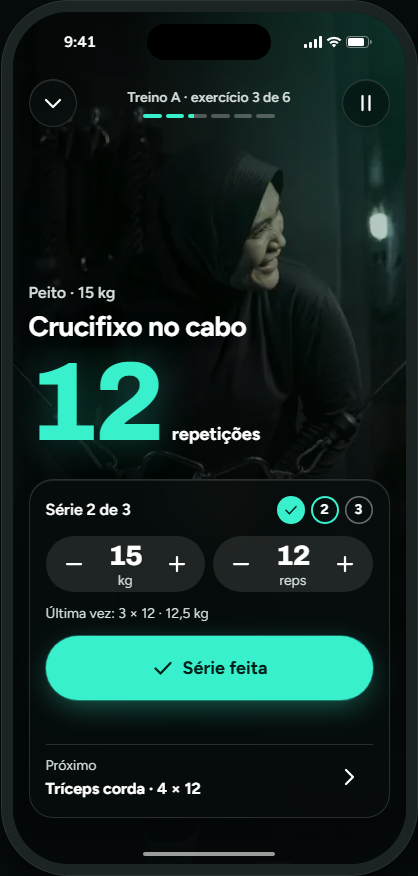 9:41
Treino A · exercício 3 de 6
Peito · 15 kg
Crucifixo no cabo
12 repetições
Série 2 de 3
2 3
15 12
kg reps
Última vez: 3 × 12 · 12,5 kg
Série feita
Próximo
Tríceps corda · 4 × 12